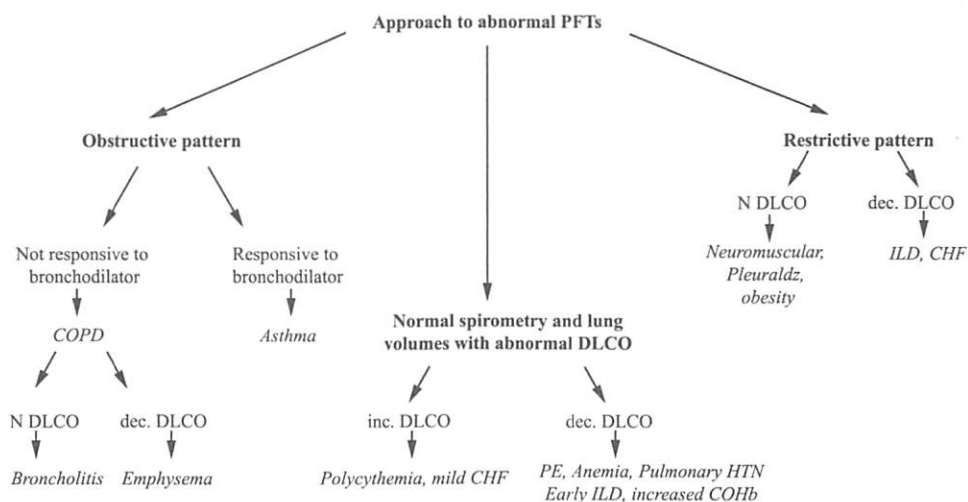 Approach to abnormal PFTs
Obstructive pattern
Restrictive pattern
N DLCO
dec. DLCO
Not responsive to
bronchodilator
Responsive to
bronchodilator
Neuromuscular,
Pleuraldz,
obesity
ILD, CHF
COPD
Asthma
Normal spirometry and lung
volumes with abnormal DLCO
N DLCO
dec. DLCO
inc. DLCO
dec. DLCO
Broncholitis
Emphysema
Polycythemia, mild CHF
PE, Anemia, Pulmonary HTN
Early ILD, increased COHb